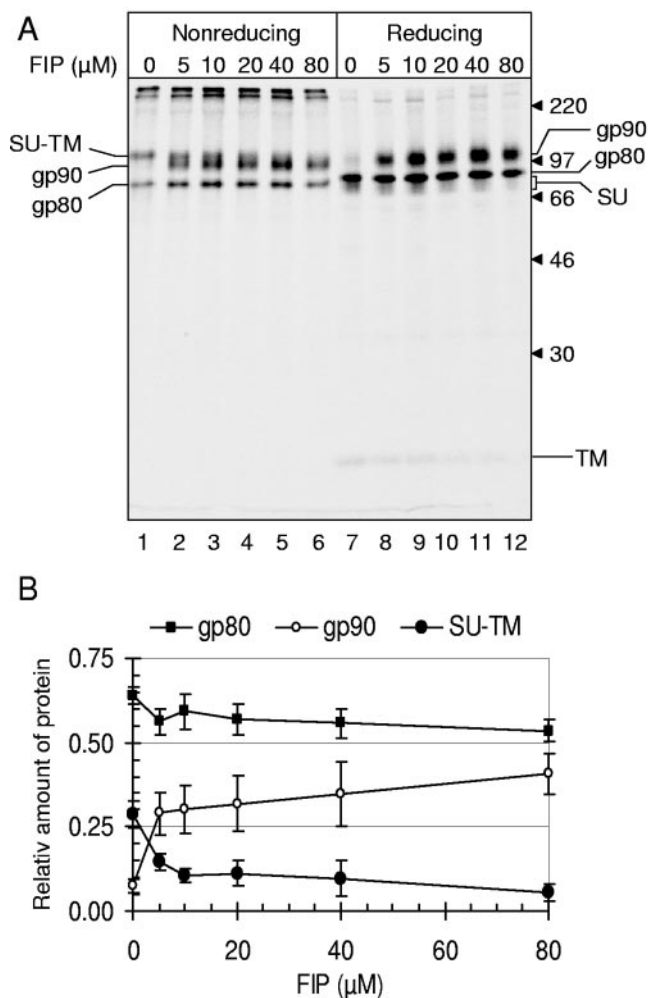 A
Nonreducing Reducing
FIP (µM) 0 5 10 20 40 80 0 5 10 20 40 80
220
SU-TM
gp90
97
gp90
gp80
gp80
SU
66
46
30
TM
1 2 3 4 5 6 7 8 9 10 11 12
B
gp80 gp90 SU-TM
Relativ amount of protein
0.75
0.50
0.25
0.00
0 20 40 60 80
FIP (µM)